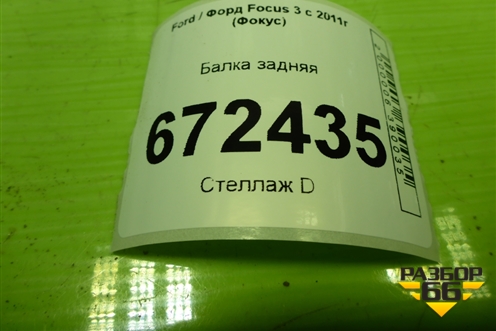 Ford / Форд Focus 3 с 2011г
(Фокус)
Балка задняя
672435
Стеллаж D
РАЗБОР
66